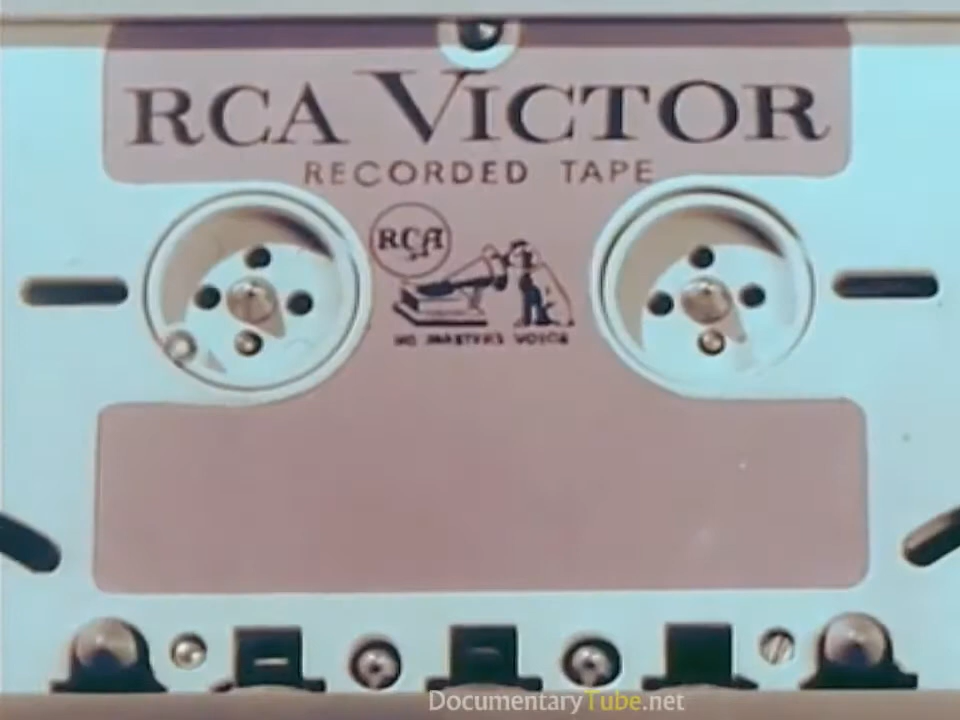 RCA VICTOR
RECORDED TAPE
RCA
"HIS MASTER'S VOICE"
DocumentaryTube.net